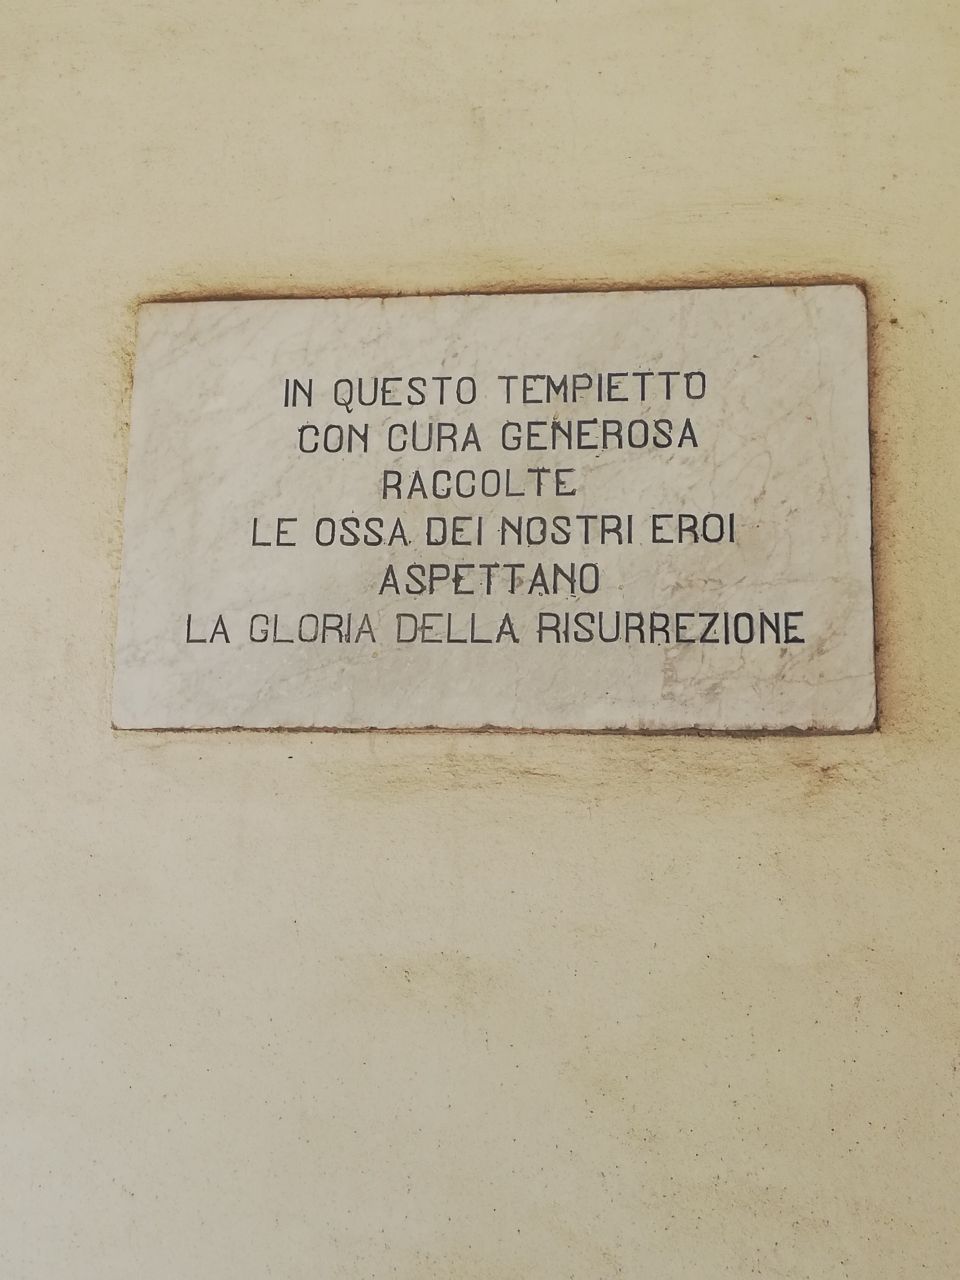 IN QUESTO TEMPIETTO
CON CURA GENEROSA
RACCOLTE
LE OSSA DEI NOSTRI EROI
ASPETTANO
LA GLORIA DELLA RISURREZIONE